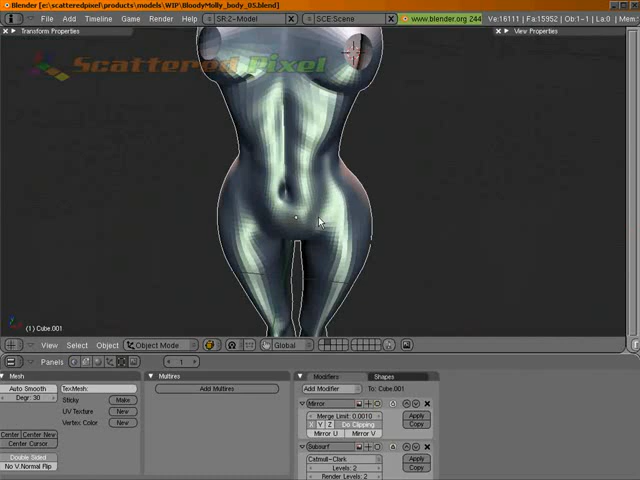 Blender [e:\scatteredpixel\products\models\WIP\BloodyMolly_body_05.blend]
File Add Timeline Game Render Help SR:2-Model SCE:Scene www.blender.org 244 Ve:16111 | Fa:15952 | Ob:1-1 | La:0
Transform Properties
View Properties
Scattered Pixel
(1) Cube.001
View Select Object Object Mode Global
Panels 1
Mesh
Multires
Modifiers
Shapes
Auto Smooth
Degr: 30
TexMesh:
Sticky Make
UV Texture New
Vertex Color New
Center Center New
Center Cursor
Double Sided
No V.Normal Flip
Add Multires
Add Modifier To: Cube.001
Mirror
Merge Limit: 0.0010
X Y Z Do Clipping
Mirror U Mirror V
Apply
Copy
Subsurf
Catmull-Clark
Levels: 2
Render Levels: 2
Apply
Copy